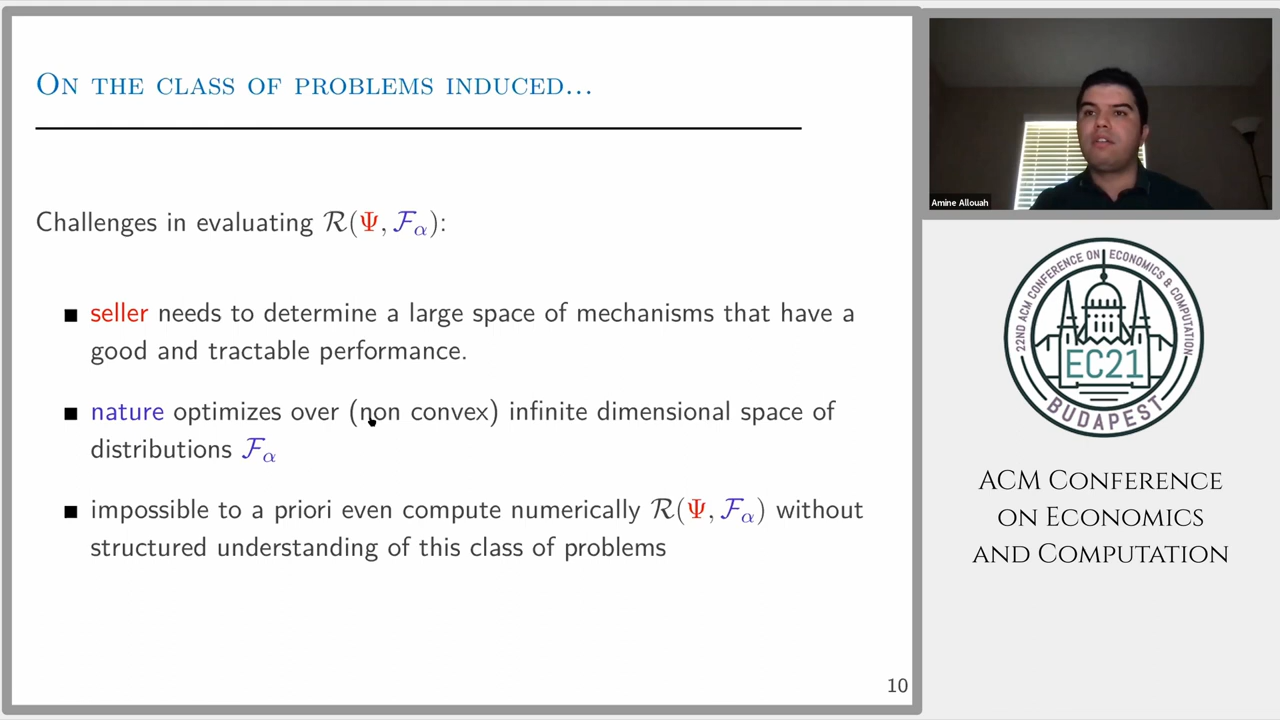 On the class of problems induced...
Challenges in evaluating ℛ(Ψ, ℱα):
■ seller needs to determine a large space of mechanisms that have a
good and tractable performance.
■ nature optimizes over (non convex) infinite dimensional space of
distributions ℱα
■ impossible to a priori even compute numerically ℛ(Ψ, ℱα) without
structured understanding of this class of problems
10
Amine Allouah
22ND ACM CONFERENCE ON ECONOMICS & COMPUTATION
EC21
BUDAPEST
ACM Conference
on Economics
and Computation